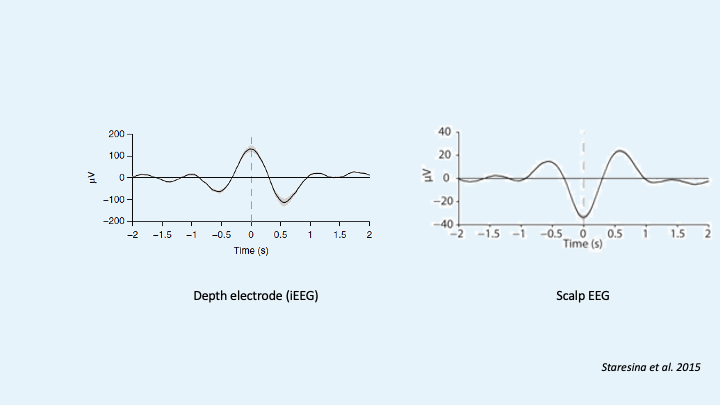 200
100
0
−100
−200
µV
−2 −1.5 −1 −0.5 0 0.5 1 1.5 2
Time (s)
Depth electrode (iEEG)
40
20
0
−20
−40
µV
−2 −1.5 −1 −0.5 0 0.5 1 1.5 2
Time (s)
Scalp EEG
Staresina et al. 2015